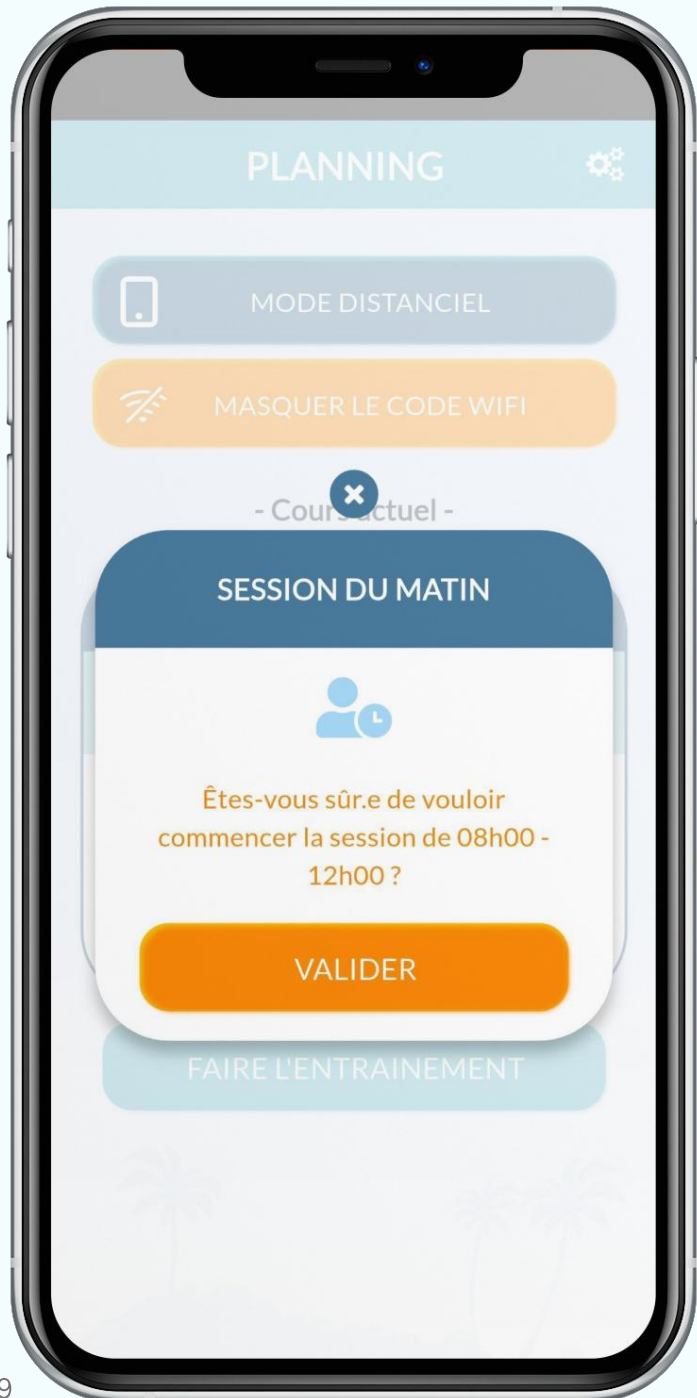 PLANNING
MODE DISTANCIEL
MASQUER LE CODE WIFI
- Cours actuel -
SESSION DU MATIN
Êtes-vous sûr.e de vouloir
commencer la session de 08h00 -
12h00 ?
VALIDER
FAIRE L'ENTRAINEMENT
9